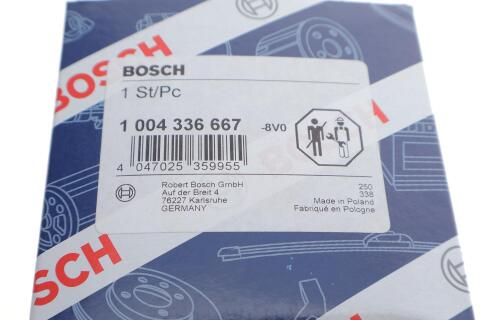 BOSCH
BOSCH
1 St/Pc
1 004 336 667
-8V0
4 047025 359955
Robert Bosch GmbH
Auf der Breit 4
76227 Karlsruhe
GERMANY
250
338
Made in Poland
Fabriqué en Pologne
BOSCH
BOSCH